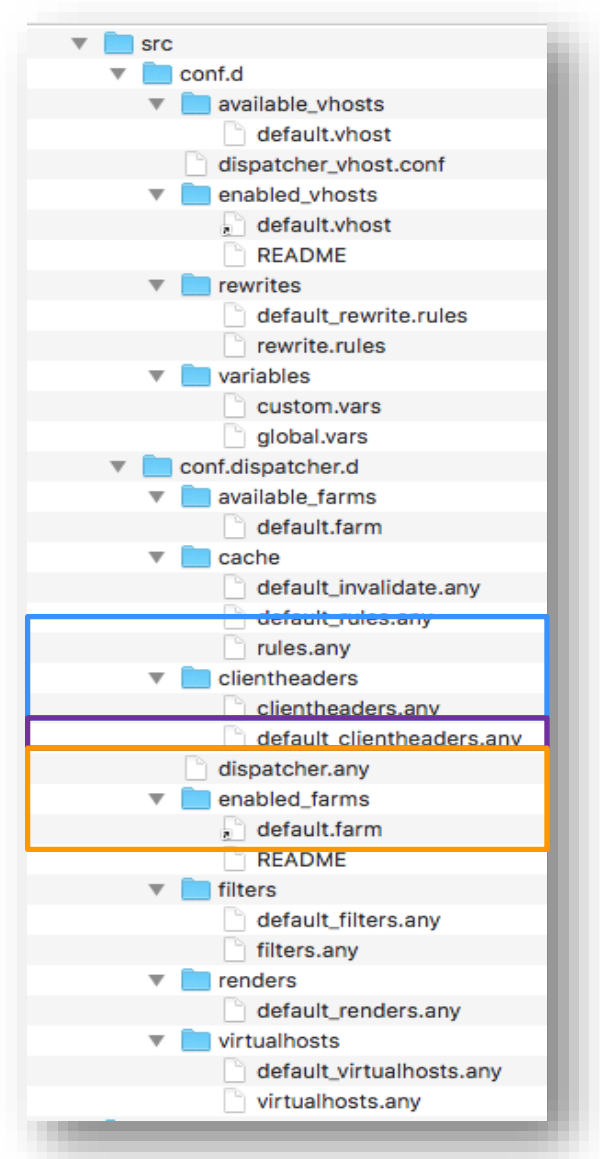 src
conf.d
available_vhosts
default.vhost
dispatcher_vhost.conf
enabled_vhosts
default.vhost
README
rewrites
default_rewrite.rules
rewrite.rules
variables
custom.vars
global.vars
conf.dispatcher.d
available_farms
default.farm
cache
default_invalidate.any
default_rules.any
rules.any
clientheaders
clientheaders.any
default_clientheaders.any
dispatcher.any
enabled_farms
default.farm
README
filters
default_filters.any
filters.any
renders
default_renders.any
virtualhosts
default_virtualhosts.any
virtualhosts.any